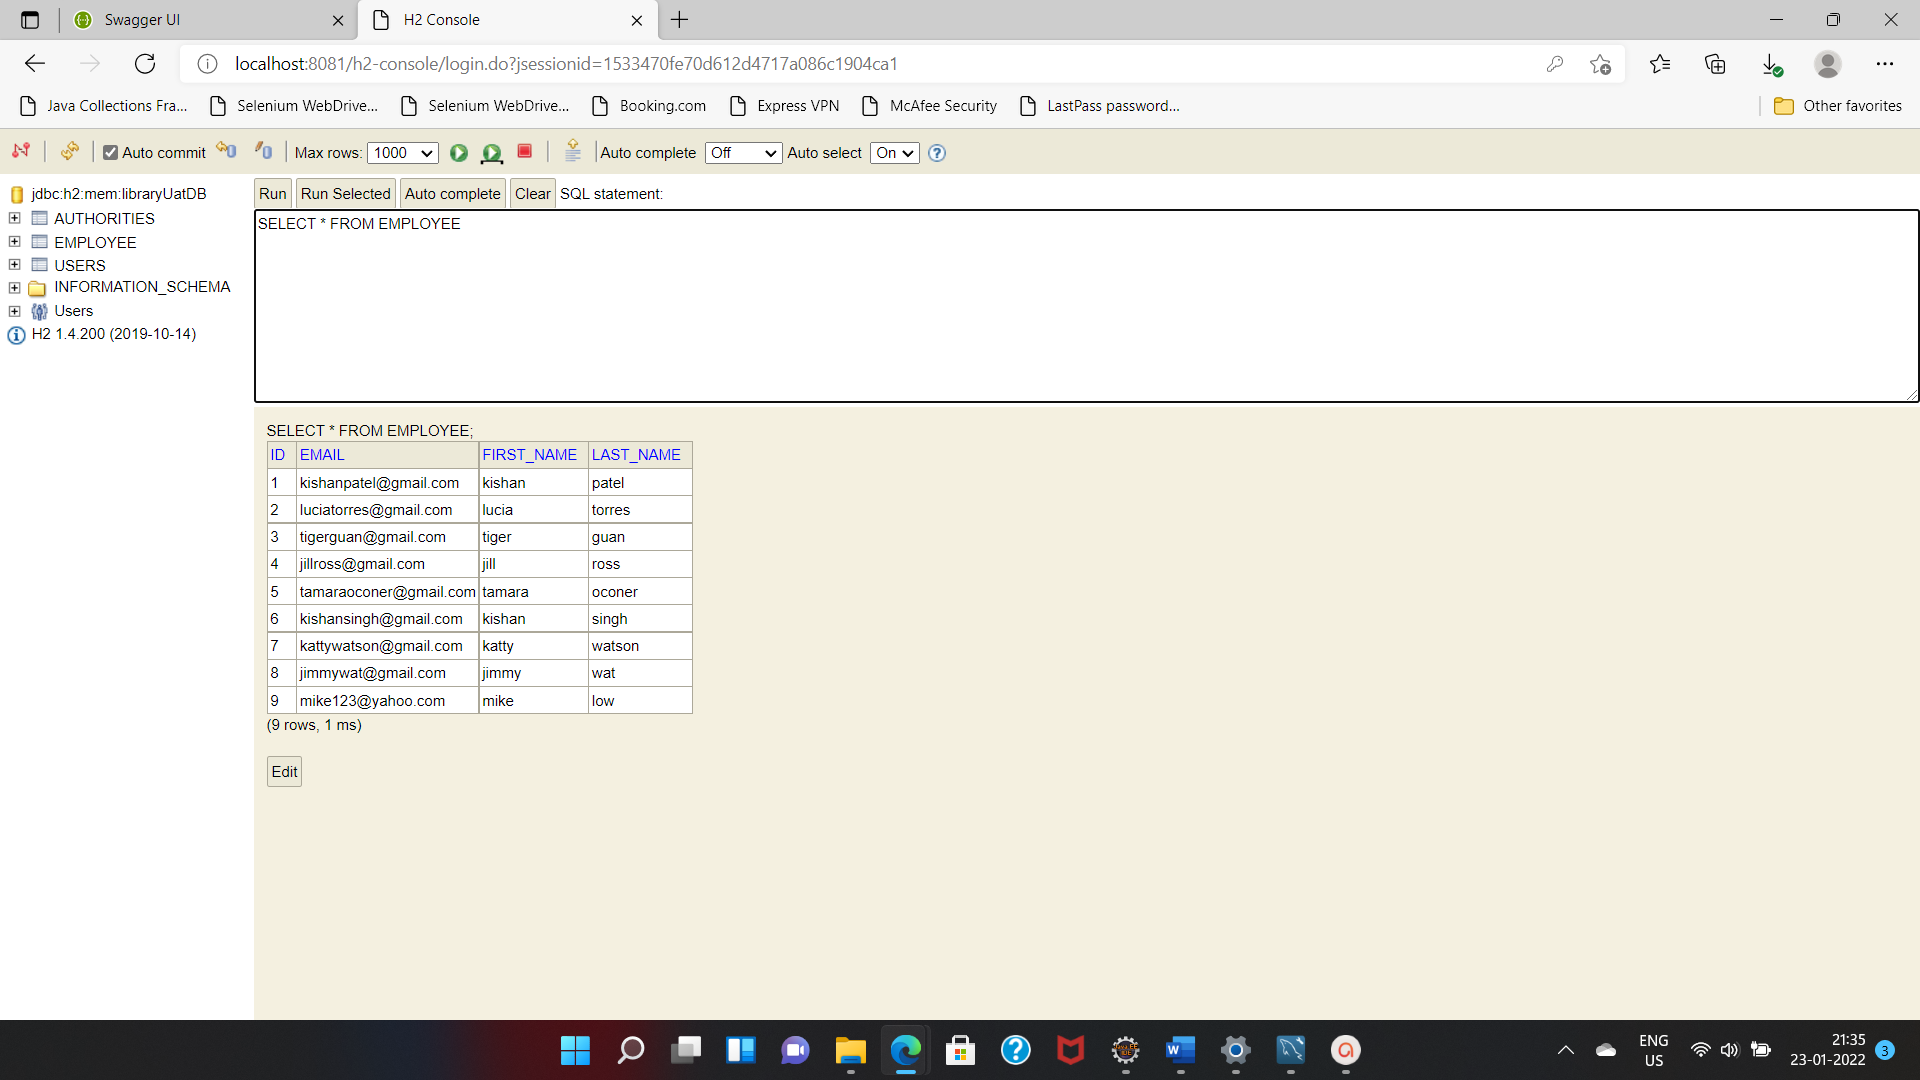 Swagger UI
H2 Console
localhost:8081/h2-console/login.do?jsessionid=1533470fe70d612d4717a086c1904ca1
Java Collections Fra... Selenium WebDrive... Selenium WebDrive... Booking.com Express VPN McAfee Security LastPass password... Other favorites
Auto commit Max rows: 1000 Auto complete Off Auto select On
jdbc:h2:mem:libraryUatDB
AUTHORITIES
EMPLOYEE
USERS
INFORMATION_SCHEMA
Users
H2 1.4.200 (2019-10-14)
Run Run Selected Auto complete Clear SQL statement:
SELECT * FROM EMPLOYEE
SELECT * FROM EMPLOYEE;
ID EMAIL FIRST_NAME LAST_NAME
1 kishanpatel@gmail.com kishan patel
2 luciatorres@gmail.com lucia torres
3 tigerguan@gmail.com tiger guan
4 jillross@gmail.com jill ross
5 tamaraoconer@gmail.com tamara oconer
6 kishansingh@gmail.com kishan singh
7 kattywatson@gmail.com katty watson
8 jimmywat@gmail.com jimmy wat
9 mike123@yahoo.com mike low
(9 rows, 1 ms)
Edit
ENG
US
21:35
23-01-2022
3